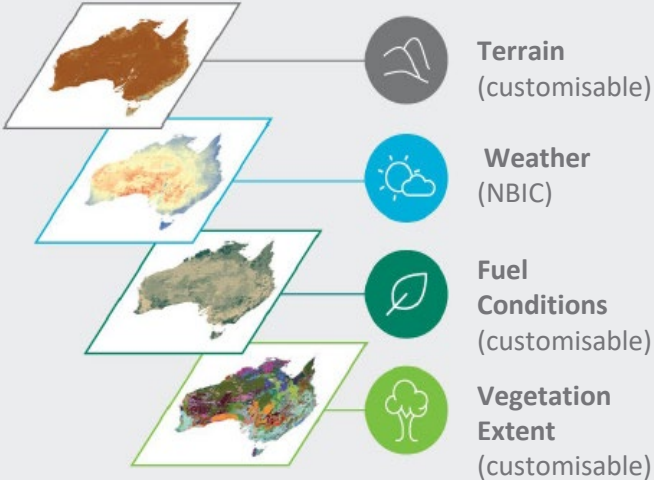 Terrain
(customisable)
Weather
(NBIC)
Fuel
Conditions
(customisable)
Vegetation
Extent
(customisable)